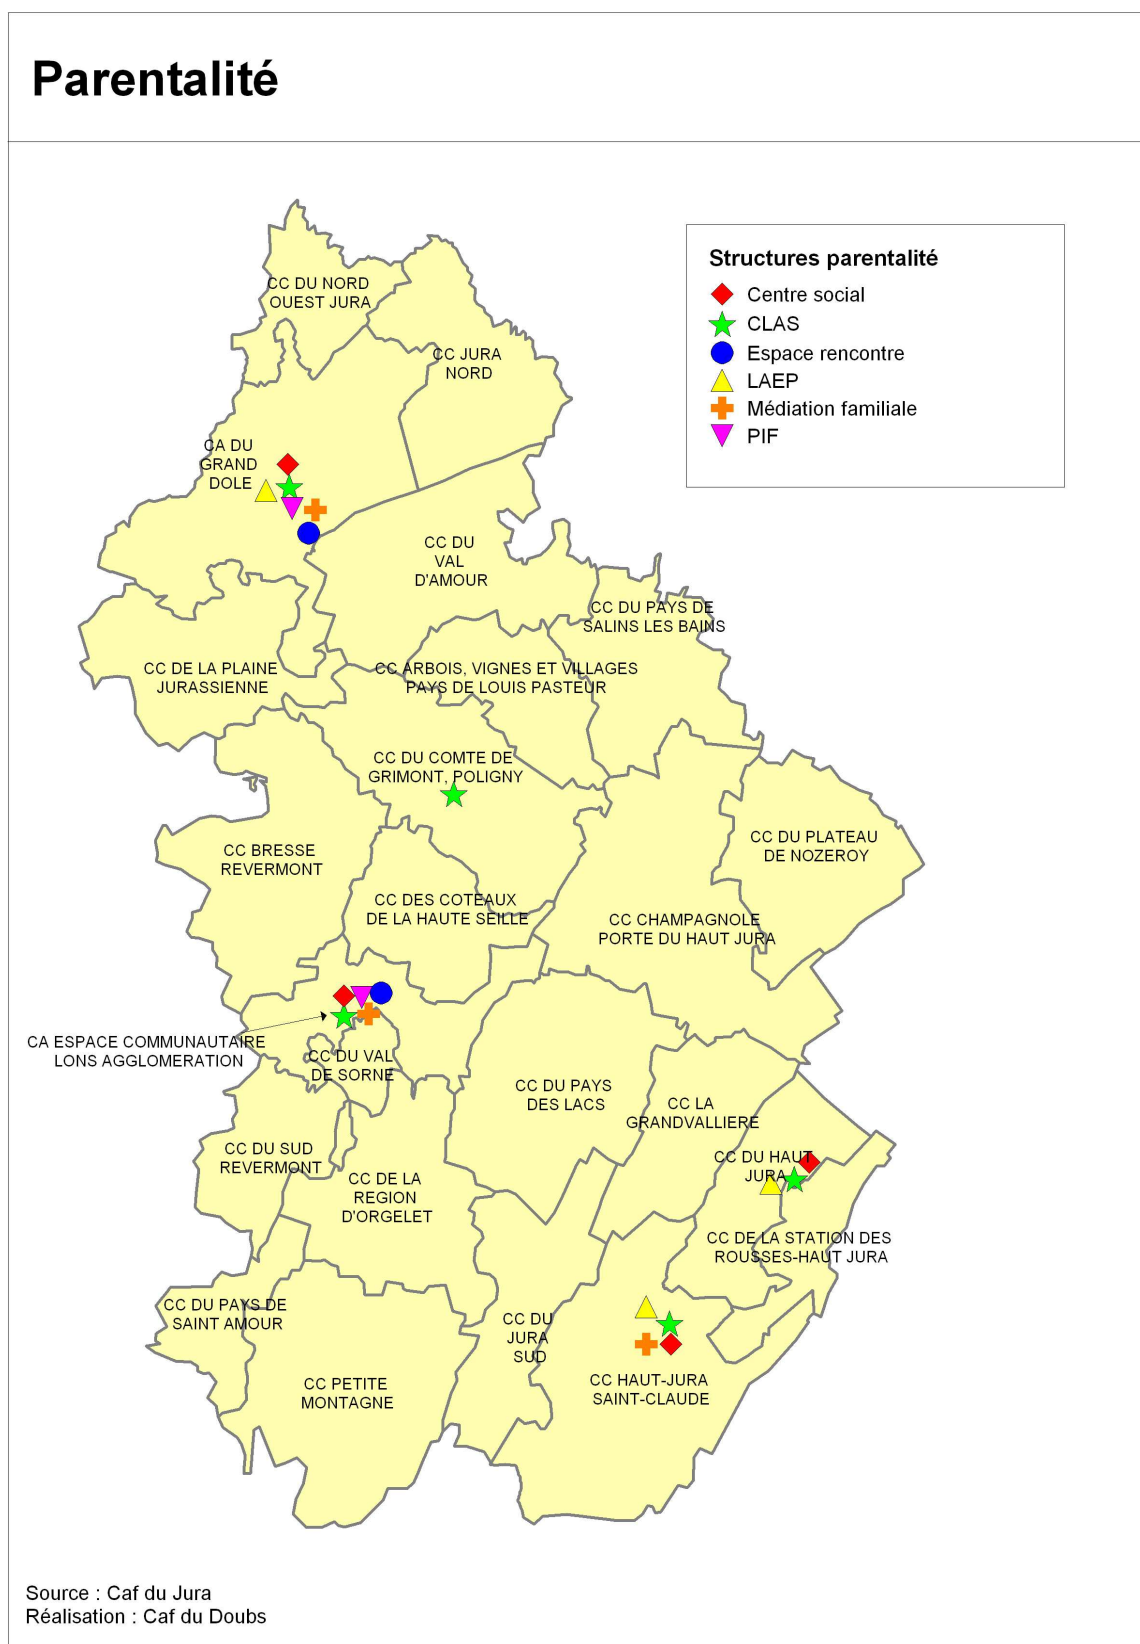 Parentalité
Structures parentalité
Centre social
CLAS
Espace rencontre
LAEP
Médiation familiale
PIF
CC DU NORD
OUEST JURA
CC JURA
NORD
CA DU
GRAND
DOLE
CC DU
VAL
D'AMOUR
CC DU PAYS DE
SALINS LES BAINS
CC DE LA PLAINE
JURASSIENNE
CC ARBOIS, VIGNES ET VILLAGES
PAYS DE LOUIS PASTEUR
CC DU COMTE DE
GRIMONT, POLIGNY
CC BRESSE
REVERMONT
CC DU PLATEAU
DE NOZEROY
CC DES COTEAUX
DE LA HAUTE SEILLE
CC CHAMPAGNOLE
PORTE DU HAUT JURA
CA ESPACE COMMUNAUTAIRE
LONS AGGLOMERATION
CC DU VAL
DE SORNE
CC DU PAYS
DES LACS
CC LA
GRANDVALLIERE
CC DU SUD
REVERMONT
CC DE LA
REGION
D'ORGELET
CC DU HAUT
JURA
CC DE LA STATION DES
ROUSSES-HAUT JURA
CC DU PAYS DE
SAINT AMOUR
CC DU
JURA
SUD
CC PETITE
MONTAGNE
CC HAUT-JURA
SAINT-CLAUDE
Source : Caf du Jura
Réalisation : Caf du Doubs